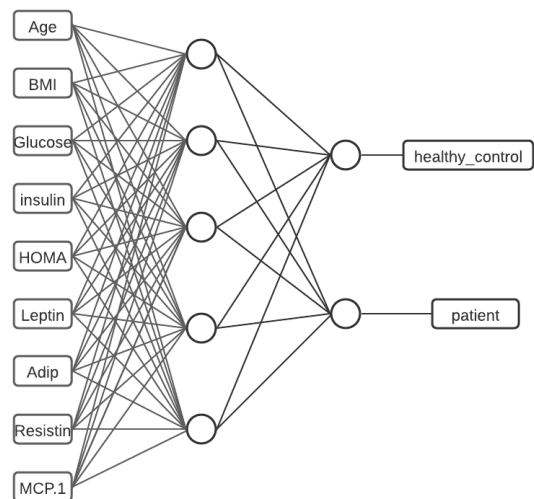 Age
BMI
Glucose
insulin
HOMA
Leptin
Adip
Resistin
MCP.1
healthy_control
patient